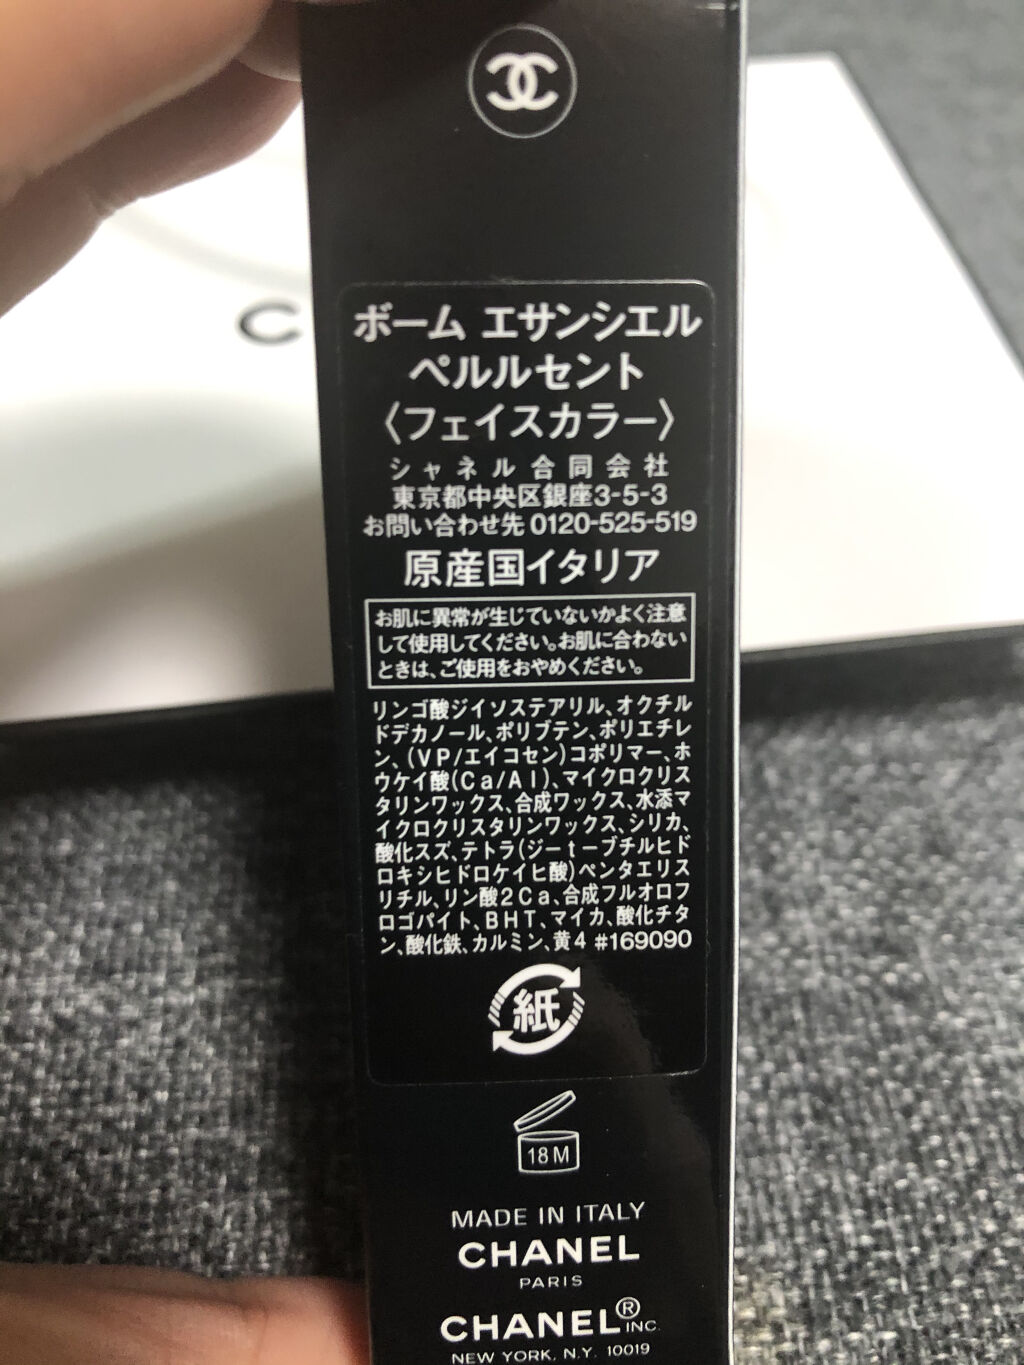 C
ボーム エサンシエル
ペルルセント
〈フェイスカラー〉
シャネル合同会社
東京都中央区銀座3-5-3
お問い合わせ先 0120-525-519
原産国イタリア
お肌に異常が生じていないかよく注意
して使用してください。お肌に合わない
ときは、ご使用をおやめください。
リンゴ酸ジイソステアリル、オクチル
ドデカノール、ポリブテン、ポリエチレ
ン、(VP/エイコセン)コポリマー、ホ
ウケイ酸(Ca/Al)、マイクロクリス
タリンワックス、合成ワックス、水添マ
イクロクリスタリンワックス、シリカ、
酸化スズ、テトラ(ジーtーブチルヒド
ロキシヒドロケイヒ酸)ペンタエリス
リチル、リン酸2Ca、合成フルオロフ
ロゴパイト、BHT、マイカ、酸化チタ
ン、酸化鉄、カルミン、黄4 #169090
紙
18M
MADE IN ITALY
CHANEL
PARIS
CHANEL® INC.
NEW YORK, N.Y. 10019